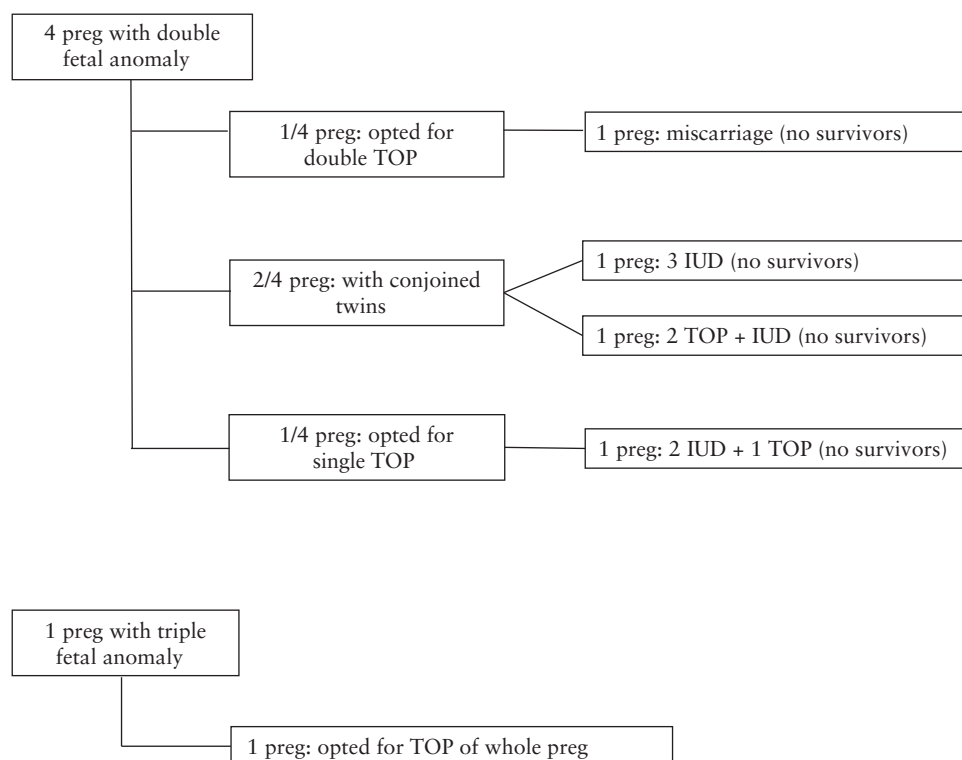 4 preg with double
fetal anomaly
1/4 preg: opted for
double TOP
1 preg: miscarriage (no survivors)
2/4 preg: with conjoined
twins
1 preg: 3 IUD (no survivors)
1 preg: 2 TOP + IUD (no survivors)
1/4 preg: opted for
single TOP
1 preg: 2 IUD + 1 TOP (no survivors)
1 preg with triple
fetal anomaly
1 preg: opted for TOP of whole preg